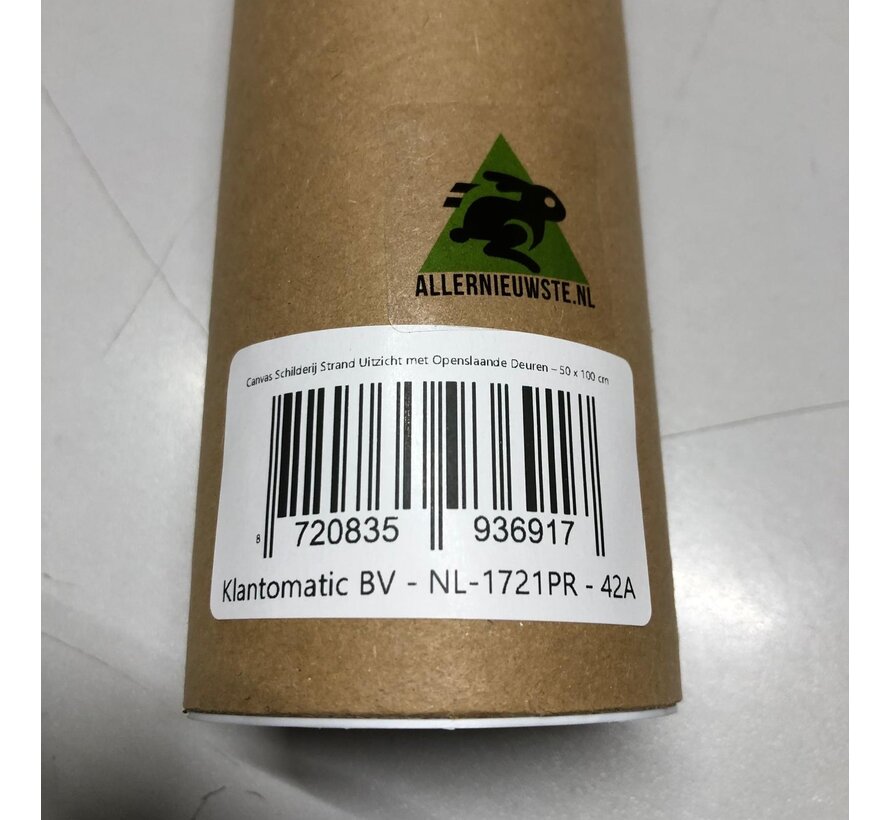 ALLERNIEUWSTE.NL
Canvas Schilderij Strand Uitzicht met Openslaande Deuren – 50 x 100 cm
8 720835 936917
Klantomatic BV - NL-1721PR - 42A